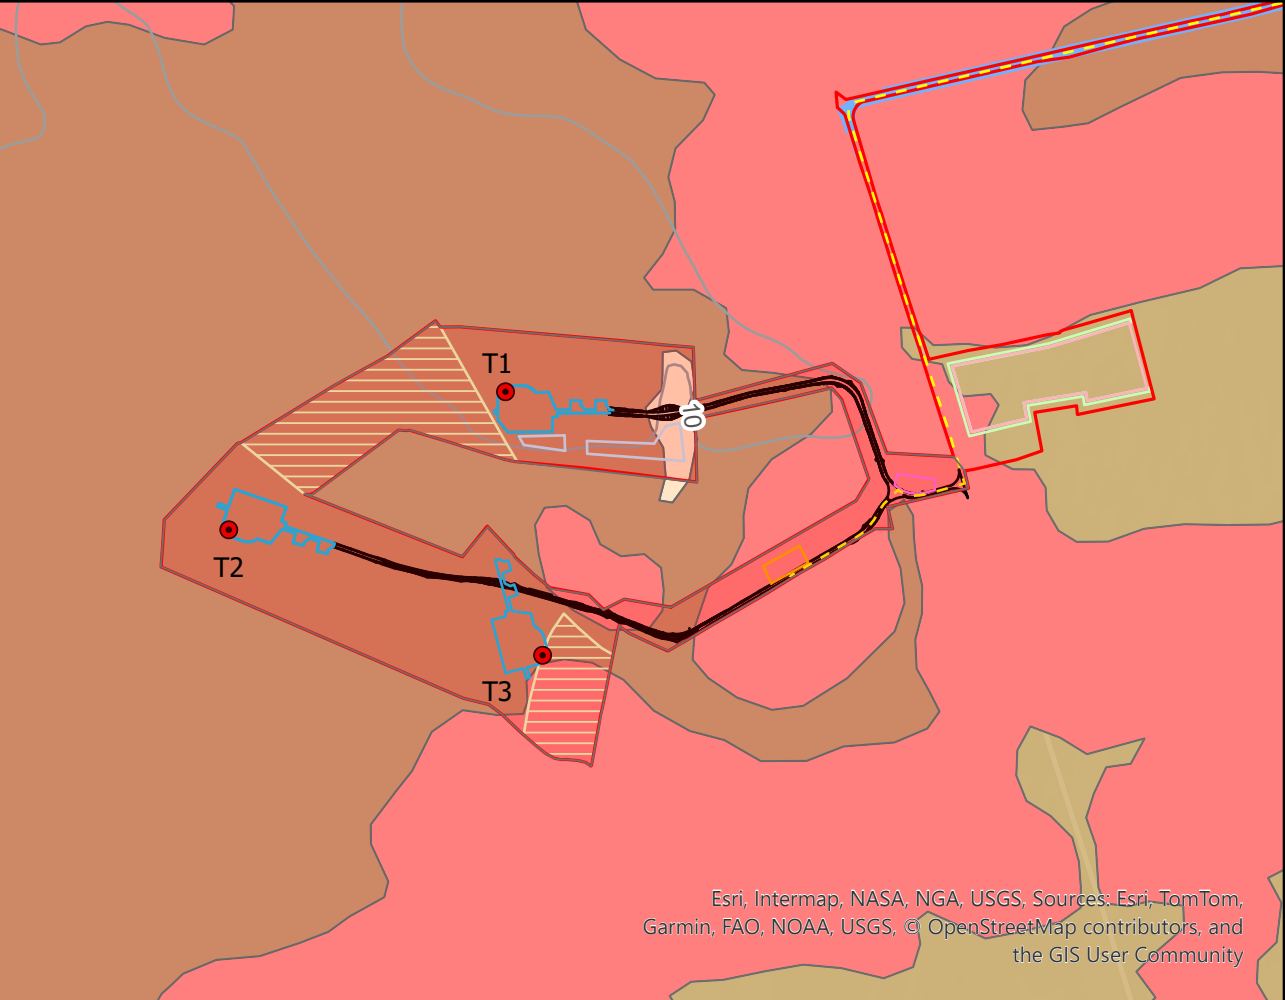 T1
10
T2
T3
Esri, Intermap, NASA, NGA, USGS, Sources: Esri, TomTom,
Garmin, FAO, NOAA, USGS, © OpenStreetMap contributors, and
the GIS User Community